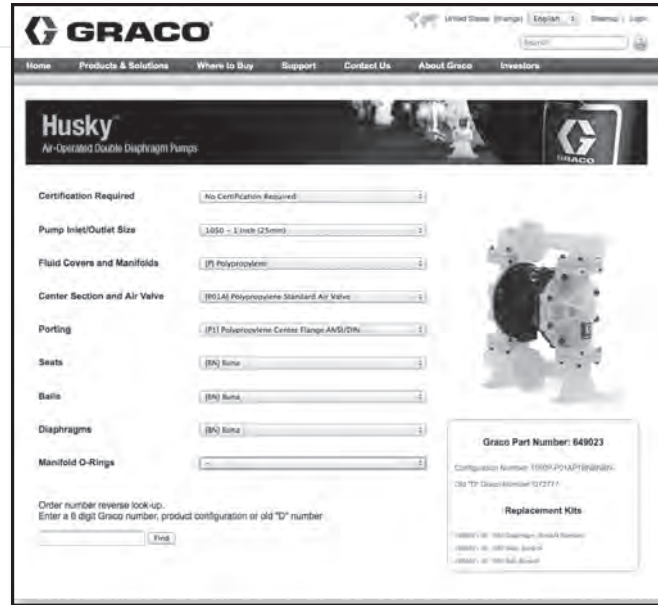 GRACO
United States (change) English Sitemap | Login
Search
Home Products & Solutions Where to Buy Support Contact Us About Graco Investors
Husky™
Air-Operated Double Diaphragm Pumps
GRACO
Certification Required No Certification Required
Pump Inlet/Outlet Size 1050 - 1 inch (25mm)
Fluid Covers and Manifolds (P) Polypropylene
Center Section and Air Valve (P01A) Polypropylene Standard Air Valve
Porting (P1) Polypropylene Center Flange ANSI/DIN
Seats (BN) Buna
Balls (BN) Buna
Diaphragms (BN) Buna
Manifold O-Rings --
Graco Part Number: 649023
Configuration Number:
Replacement Kits
Order number reverse look-up.
Enter a 6 digit Graco number, product configuration or old "D" number
Find